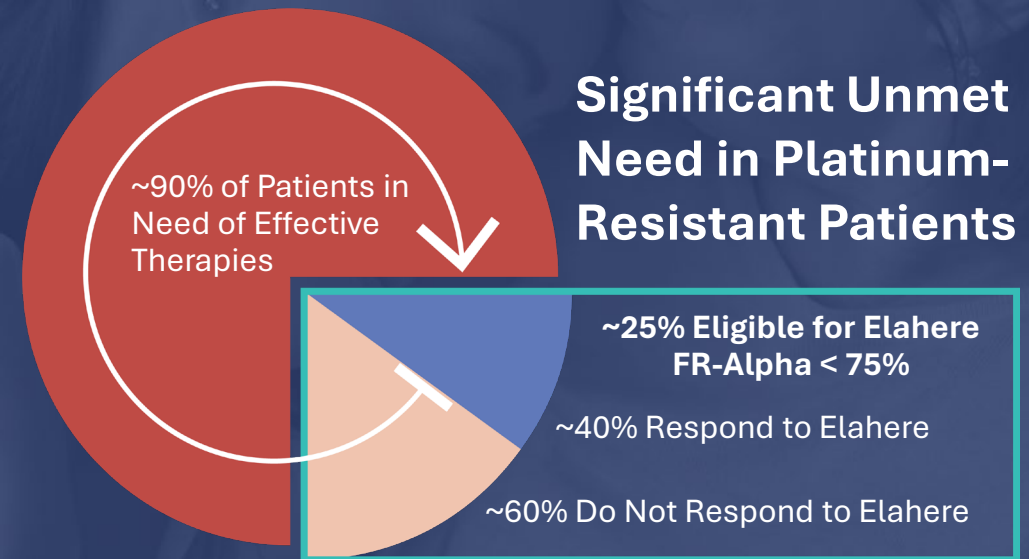 Significant Unmet
Need in Platinum-
Resistant Patients
~90% of Patients in
Need of Effective
Therapies
~25% Eligible for Elahere
FR-Alpha < 75%
~40% Respond to Elahere
~60% Do Not Respond to Elahere